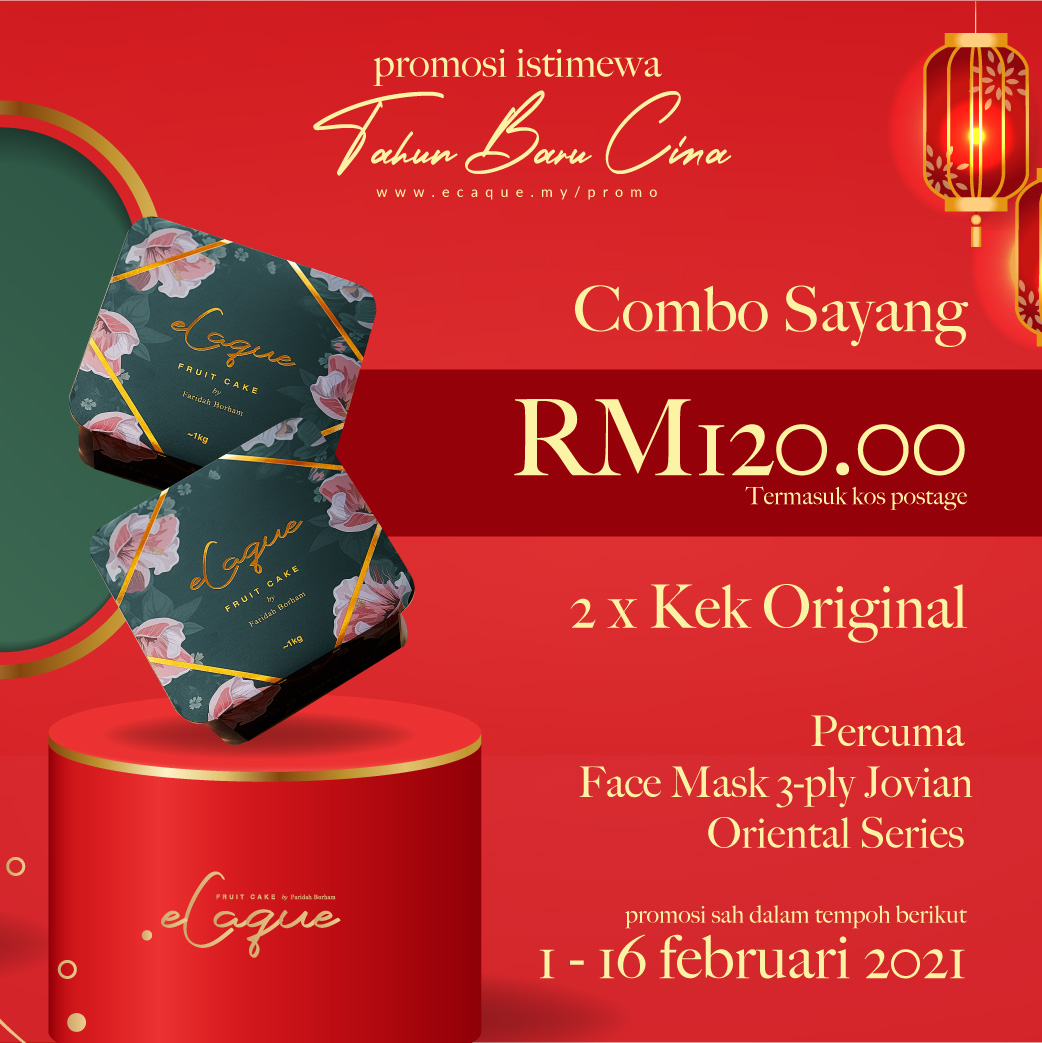 promosi istimewa
Tahun Baru Cina
www.ecaque.my/promo
Combo Sayang
RM120.00
Termasuk kos postage
2 x Kek Original
Percuma
Face Mask 3-ply Jovian
Oriental Series
promosi sah dalam tempoh berikut
1 - 16 februari 2021
eCaque
FRUIT CAKE
by
Faridah Borham
~1kg
eCaque
FRUIT CAKE
by
Faridah Borham
~1kg
FRUIT CAKE by Faridah Borham
eCaque